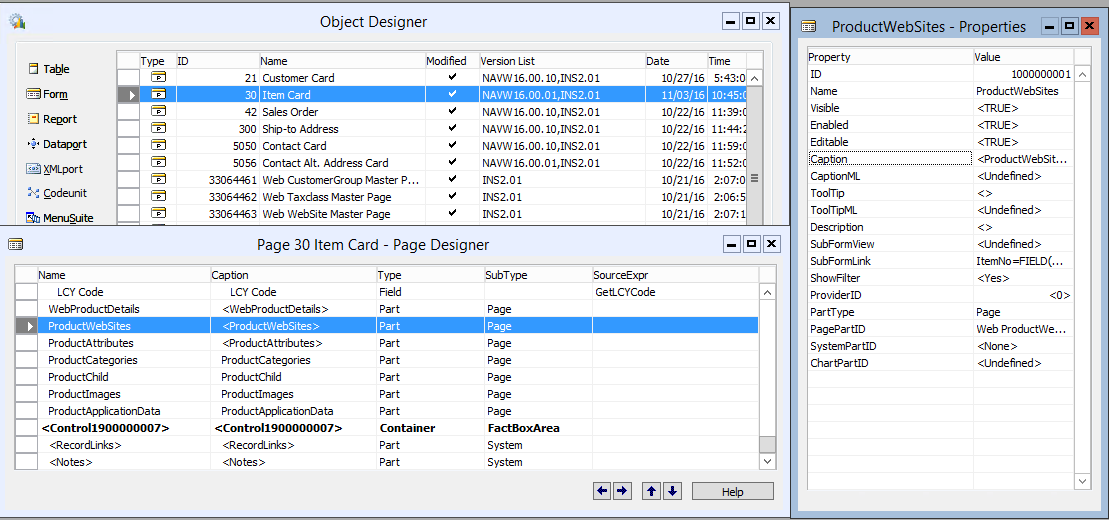 Object Designer
Table
Form
Report
Dataport
XMLport
Codeunit
MenuSuite
Type ID Name Modified Version List Date Time
21 Customer Card NAVW16.00.10,INS2.01 10/27/16 5:43:0
30 Item Card NAVW16.00.01,INS2.01 11/03/16 10:45:0
42 Sales Order NAVW16.00.10,INS2.01 10/22/16 11:39:0
300 Ship-to Address NAVW16.00.10,INS2.01 10/22/16 11:44:2
5050 Contact Card NAVW16.00.10,INS2.01 10/22/16 11:59:0
5056 Contact Alt. Address Card NAVW16.00.00,INS2.01 10/22/16 11:52:0
33064461 Web CustomerGroup Master P... INS2.01 10/21/16 2:07:0
33064462 Web Taxclass Master Page INS2.01 10/21/16 2:06:5
33064463 Web WebSite Master Page INS2.01 10/21/16 2:07:1
Page 30 Item Card - Page Designer
Name Caption Type SubType SourceExpr
LCY Code LCY Code Field GetLCYCode
WebProductDetails <WebProductDetails> Part Page
ProductWebSites <ProductWebSites> Part Page
ProductAttributes <ProductAttributes> Part Page
ProductCategories ProductCategories Part Page
ProductChild ProductChild Part Page
ProductImages ProductImages Part Page
ProductApplicationData ProductApplicationData Part Page
<Control1900000007> <Control1900000007> Container FactBoxArea
<RecordLinks> <RecordLinks> Part System
<Notes> <Notes> Part System
Help
ProductWebSites - Properties
Property Value
ID 1000000001
Name ProductWebSites
Visible <TRUE>
Enabled <TRUE>
Editable <TRUE>
Caption <ProductWebSit...
CaptionML <Undefined>
ToolTip <>
ToolTipML <Undefined>
Description <>
SubFormView <Undefined>
SubFormLink ItemNo=FIELD(...
ShowFilter <Yes>
ProviderID <0>
PartType Page
PagePartID Web ProductWe...
SystemPartID <None>
ChartPartID <Undefined>